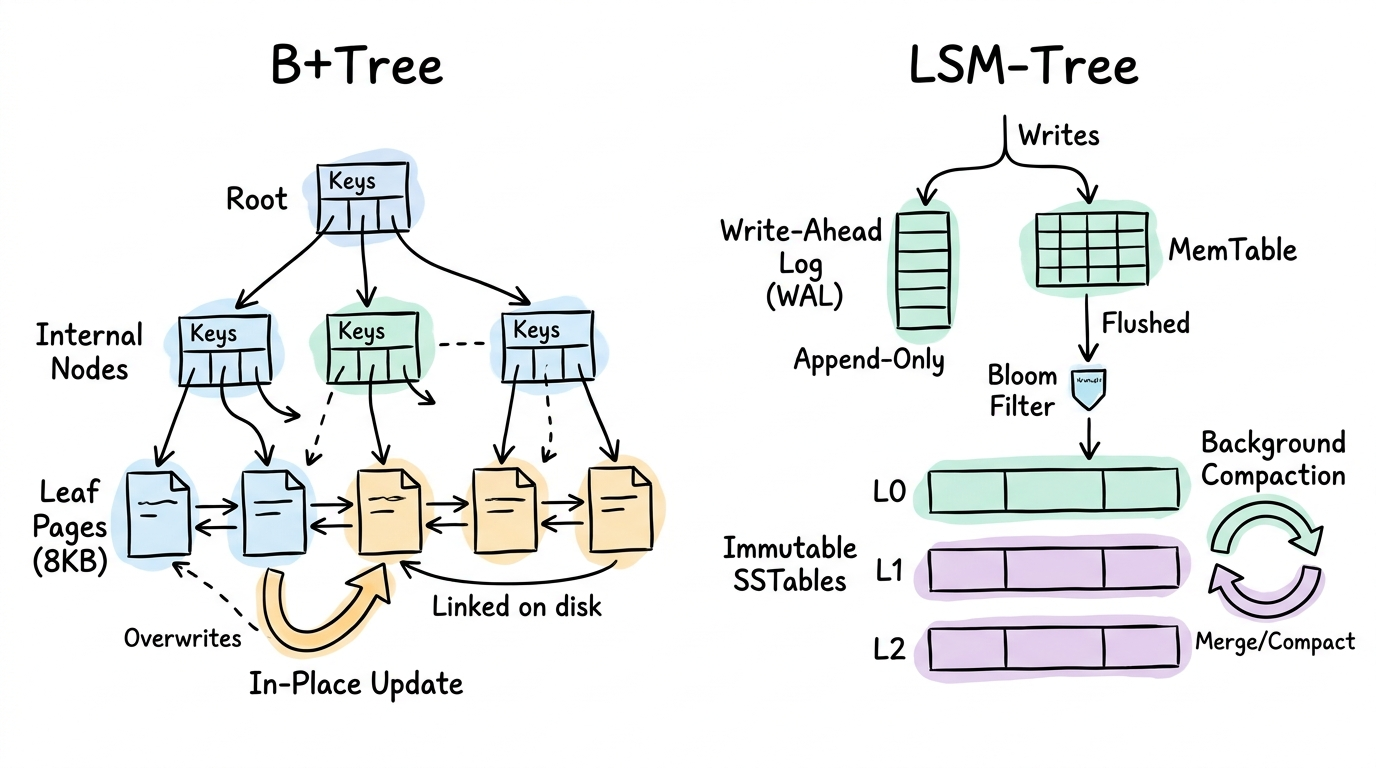 B+Tree
Root
Keys
Internal
Nodes
Keys
Keys
Keys
Leaf
Pages
(8KB)
Overwrites
Linked on disk
In-Place Update
LSM-Tree
Writes
Write-Ahead
Log
(WAL)
MemTable
Append-Only
Flushed
Bloom
Filter
Background
Compaction
L0
Immutable
SSTables
L1
L2
Merge/Compact